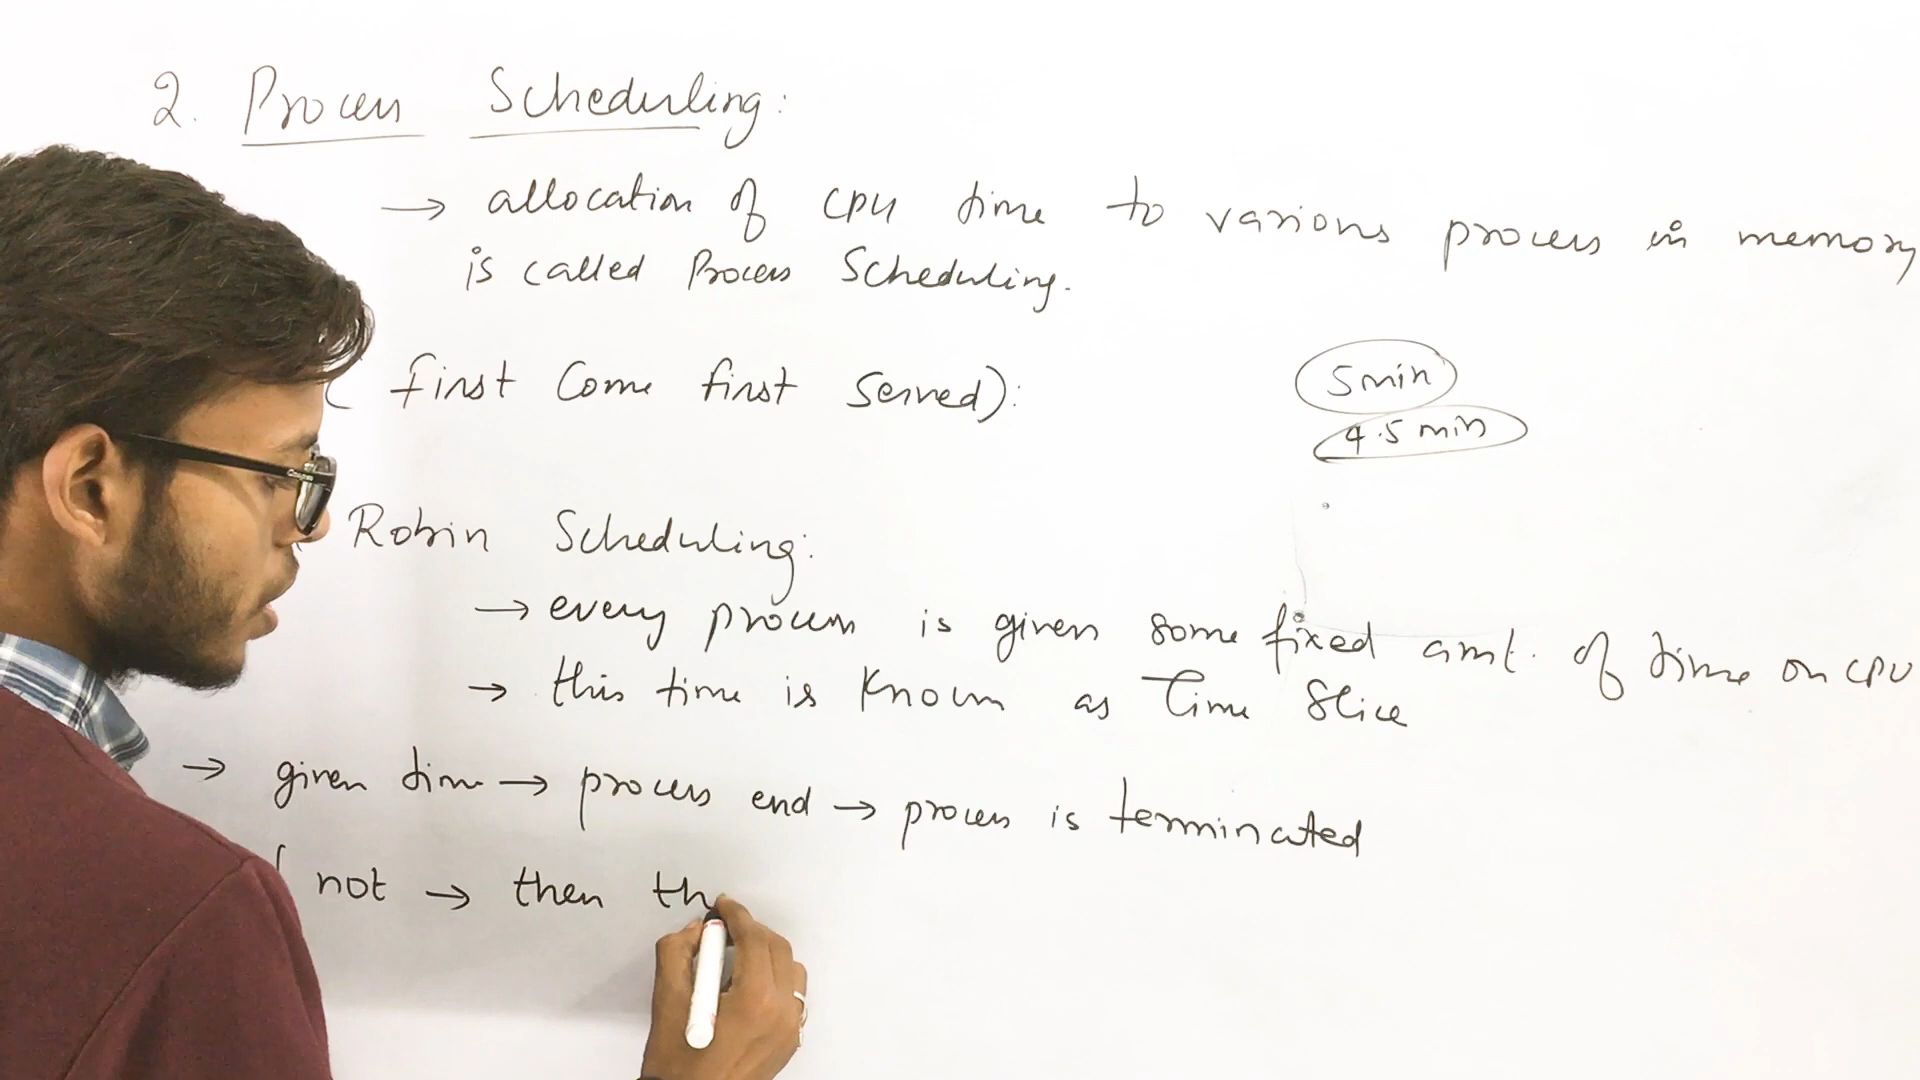 2. Process Scheduling:
→ allocation of CPU time to various process in memory
is called Process Scheduling.
( first Come first Served):
5min
4.5 min
Robin Scheduling:
→ every process is given some fixed amt. of time on CPU
→ this time is Known as Time Slice
→ given time → process end → process is terminated
not → then th